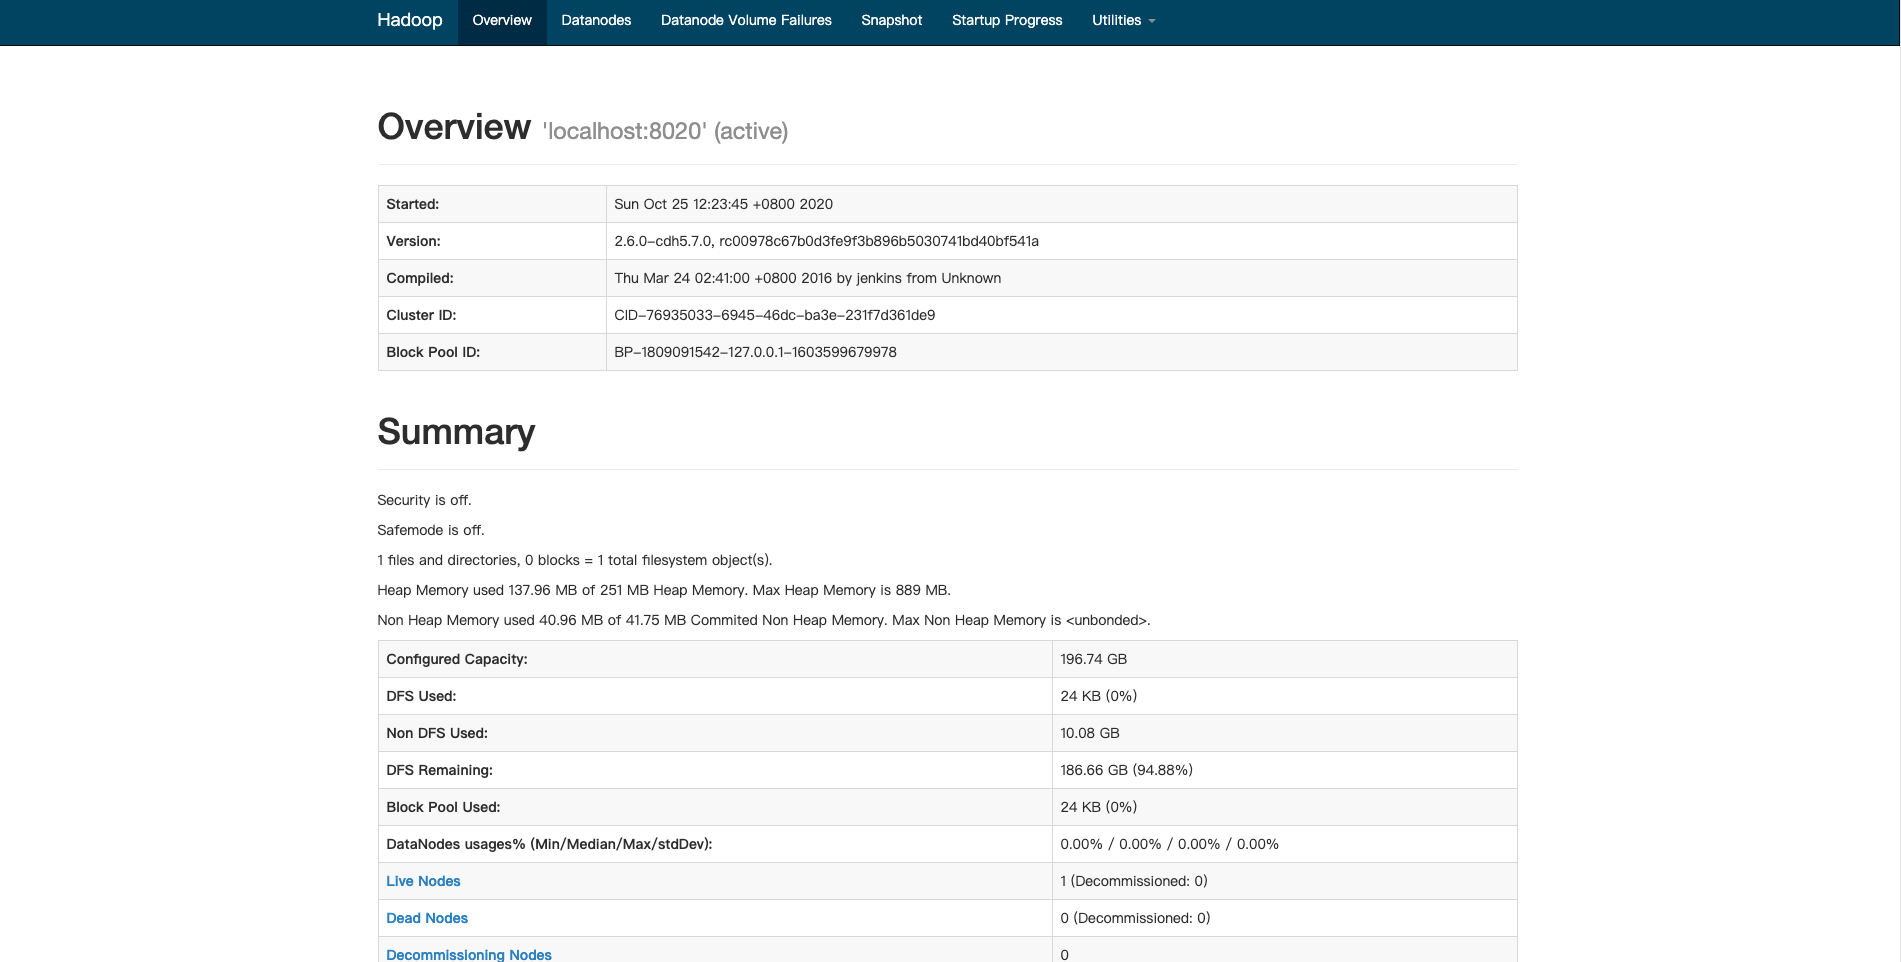 Hadoop Overview Datanodes Datanode Volume Failures Snapshot Startup Progress Utilities
Overview 'localhost:8020' (active)
Started: Sun Oct 25 12:23:45 +0800 2020
Version: 2.6.0-cdh5.7.0, rc00978c67b0d3fe9f3b896b5030741bd40bf541a
Compiled: Thu Mar 24 02:41:00 +0800 2016 by jenkins from Unknown
Cluster ID: CID-76935033-6945-46dc-ba3e-231f7d361de9
Block Pool ID: BP-1809091542-127.0.0.1-1603599679978
Summary
Security is off.
Safemode is off.
1 files and directories, 0 blocks = 1 total filesystem object(s).
Heap Memory used 137.96 MB of 251 MB Heap Memory. Max Heap Memory is 889 MB.
Non Heap Memory used 40.96 MB of 41.75 MB Commited Non Heap Memory. Max Non Heap Memory is <unbonded>.
Configured Capacity: 196.74 GB
DFS Used: 24 KB (0%)
Non DFS Used: 10.08 GB
DFS Remaining: 186.66 GB (94.88%)
Block Pool Used: 24 KB (0%)
DataNodes usages% (Min/Median/Max/stdDev): 0.00% / 0.00% / 0.00% / 0.00%
Live Nodes 1 (Decommissioned: 0)
Dead Nodes 0 (Decommissioned: 0)
Decommissioning Nodes 0